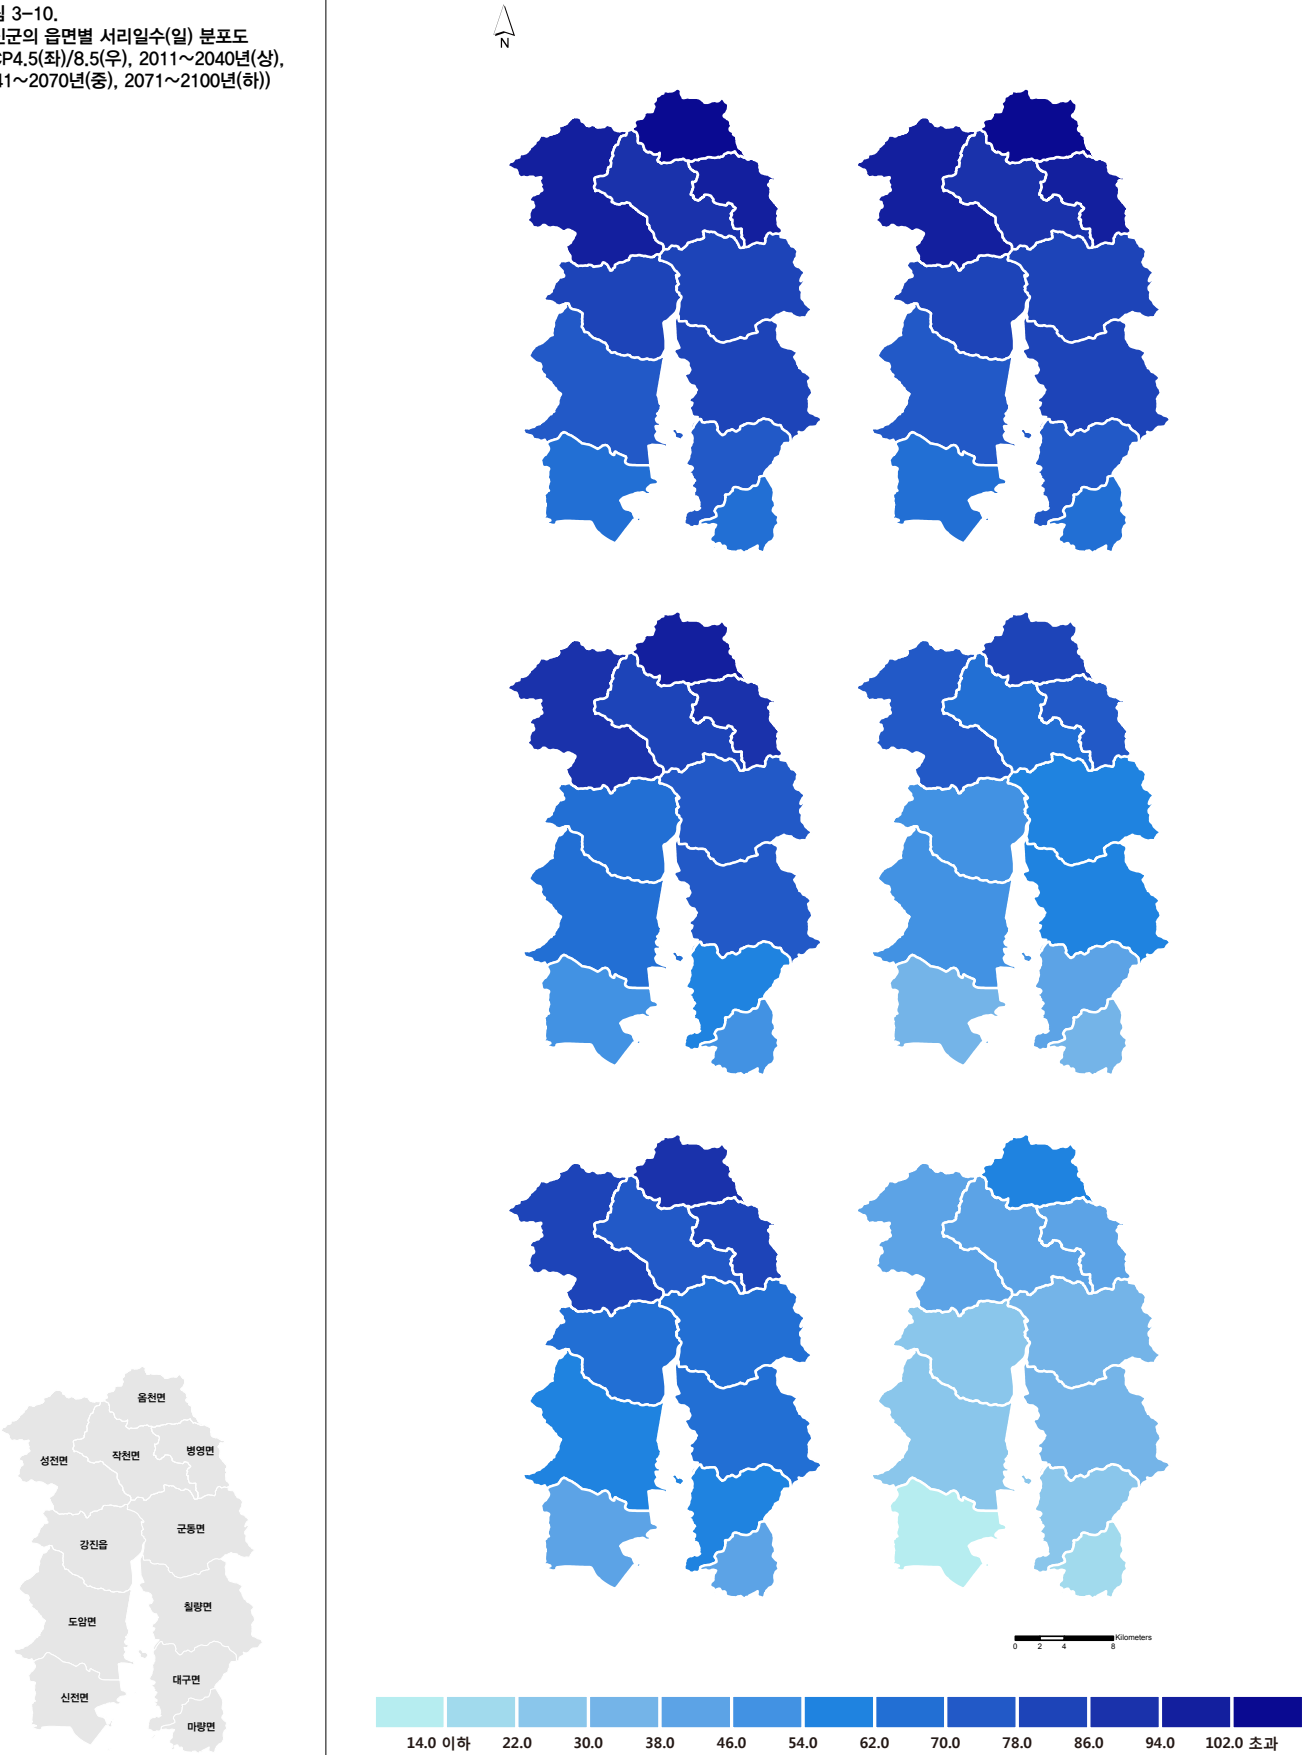 3-10.
군의 읍면별 서리일수(일) 분포도
CP4.5(좌)/8.5(우), 2011~2040년(상),
41~2070년(중), 2071~2100년(하))
N
옴천면
성전면
작천면
병영면
군동면
강진읍
칠량면
도암면
대구면
신전면
마량면
Kilometers
0 2 4 8
14.0 이하 22.0 30.0 38.0 46.0 54.0 62.0 70.0 78.0 86.0 94.0 102.0 초과